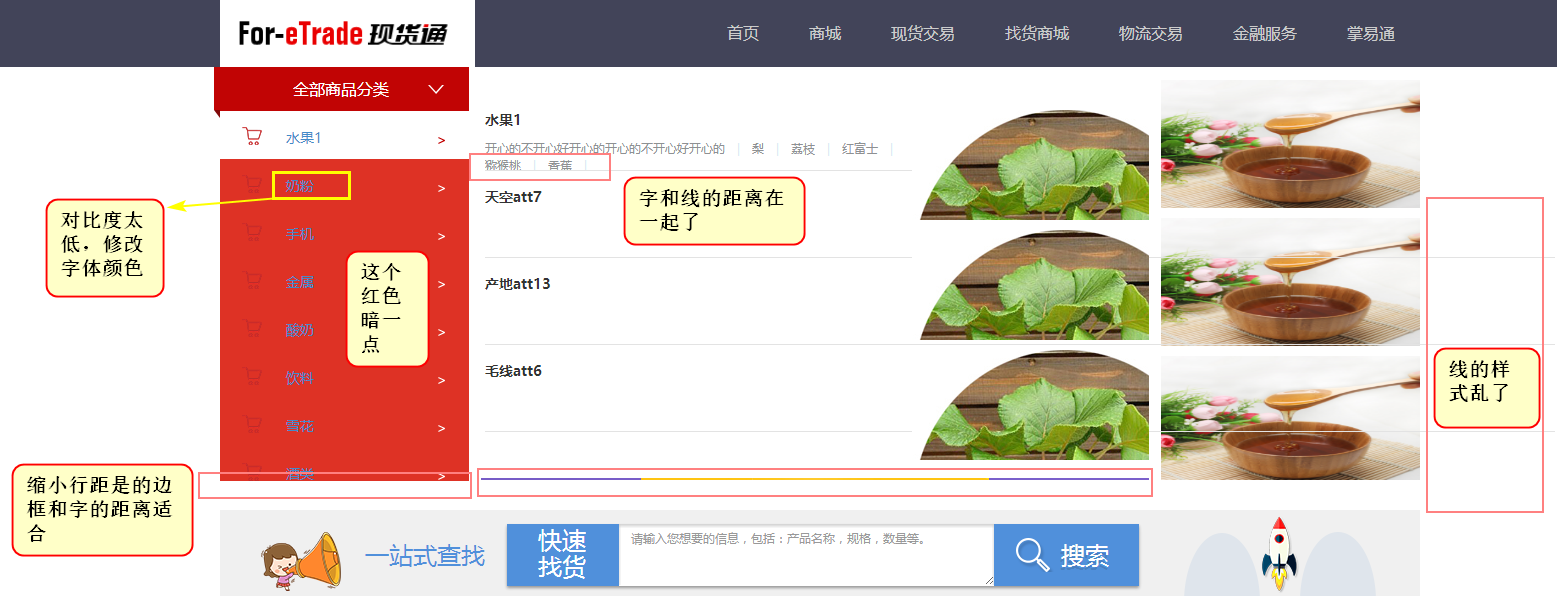 For-eTrade 现货通
首页 商城 现货交易 找货商城 物流交易 金融服务 掌易通
全部商品分类
水果1 >
奶粉 >
手机 >
金属 >
酸奶 >
饮料 >
雪花 >
酒类 >
水果1
开心的不开心好开心的开心的不开心好开心的 | 梨 | 荔枝 | 红富士 |
猕猴桃 | 香蕉 |
天空att7
产地att13
毛线att6
对比度太
低，修改
字体颜色
这个
红色
暗一
点
字和线的距离在
一起了
线的样
式乱了
缩小行距是的边
框和字的距离适
合
一站式查找
快速
找货
请输入您想要的信息，包括：产品名称，规格，数量等。
搜索